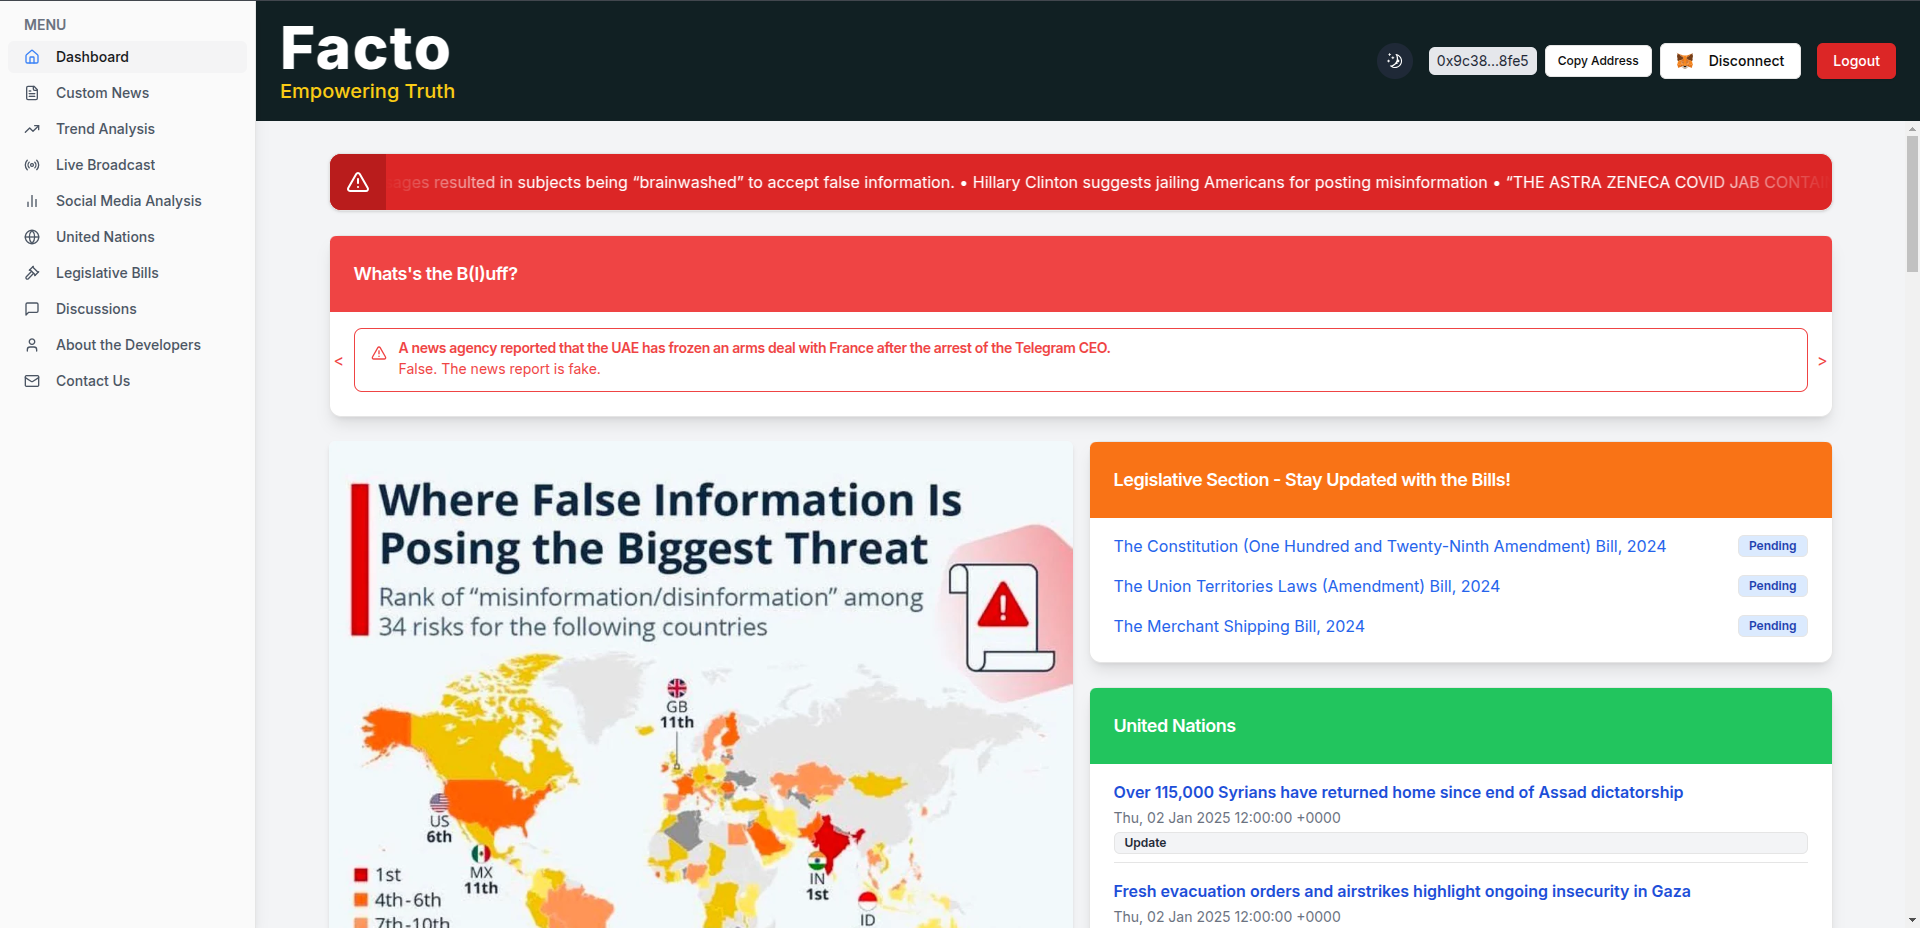 MENU
Dashboard
Custom News
Trend Analysis
Live Broadcast
Social Media Analysis
United Nations
Legislative Bills
Discussions
About the Developers
Contact Us
Facto
Empowering Truth
0x9c38...8fe5
Copy Address
Disconnect
Logout
ages resulted in subjects being “brainwashed” to accept false information. • Hillary Clinton suggests jailing Americans for posting misinformation • “THE ASTRA ZENECA COVID JAB CONTAI
Whats's the B(l)uff?
<
A news agency reported that the UAE has frozen an arms deal with France after the arrest of the Telegram CEO.
False. The news report is fake.
>
Where False Information Is
Posing the Biggest Threat
Rank of “misinformation/disinformation” among
34 risks for the following countries
GB
11th
US
6th
MX
11th
IN
1st
ID
1st
4th-6th
7th-10th
Legislative Section - Stay Updated with the Bills!
The Constitution (One Hundred and Twenty-Ninth Amendment) Bill, 2024 Pending
The Union Territories Laws (Amendment) Bill, 2024 Pending
The Merchant Shipping Bill, 2024 Pending
United Nations
Over 115,000 Syrians have returned home since end of Assad dictatorship
Thu, 02 Jan 2025 12:00:00 +0000
Update
Fresh evacuation orders and airstrikes highlight ongoing insecurity in Gaza
Thu, 02 Jan 2025 12:00:00 +0000